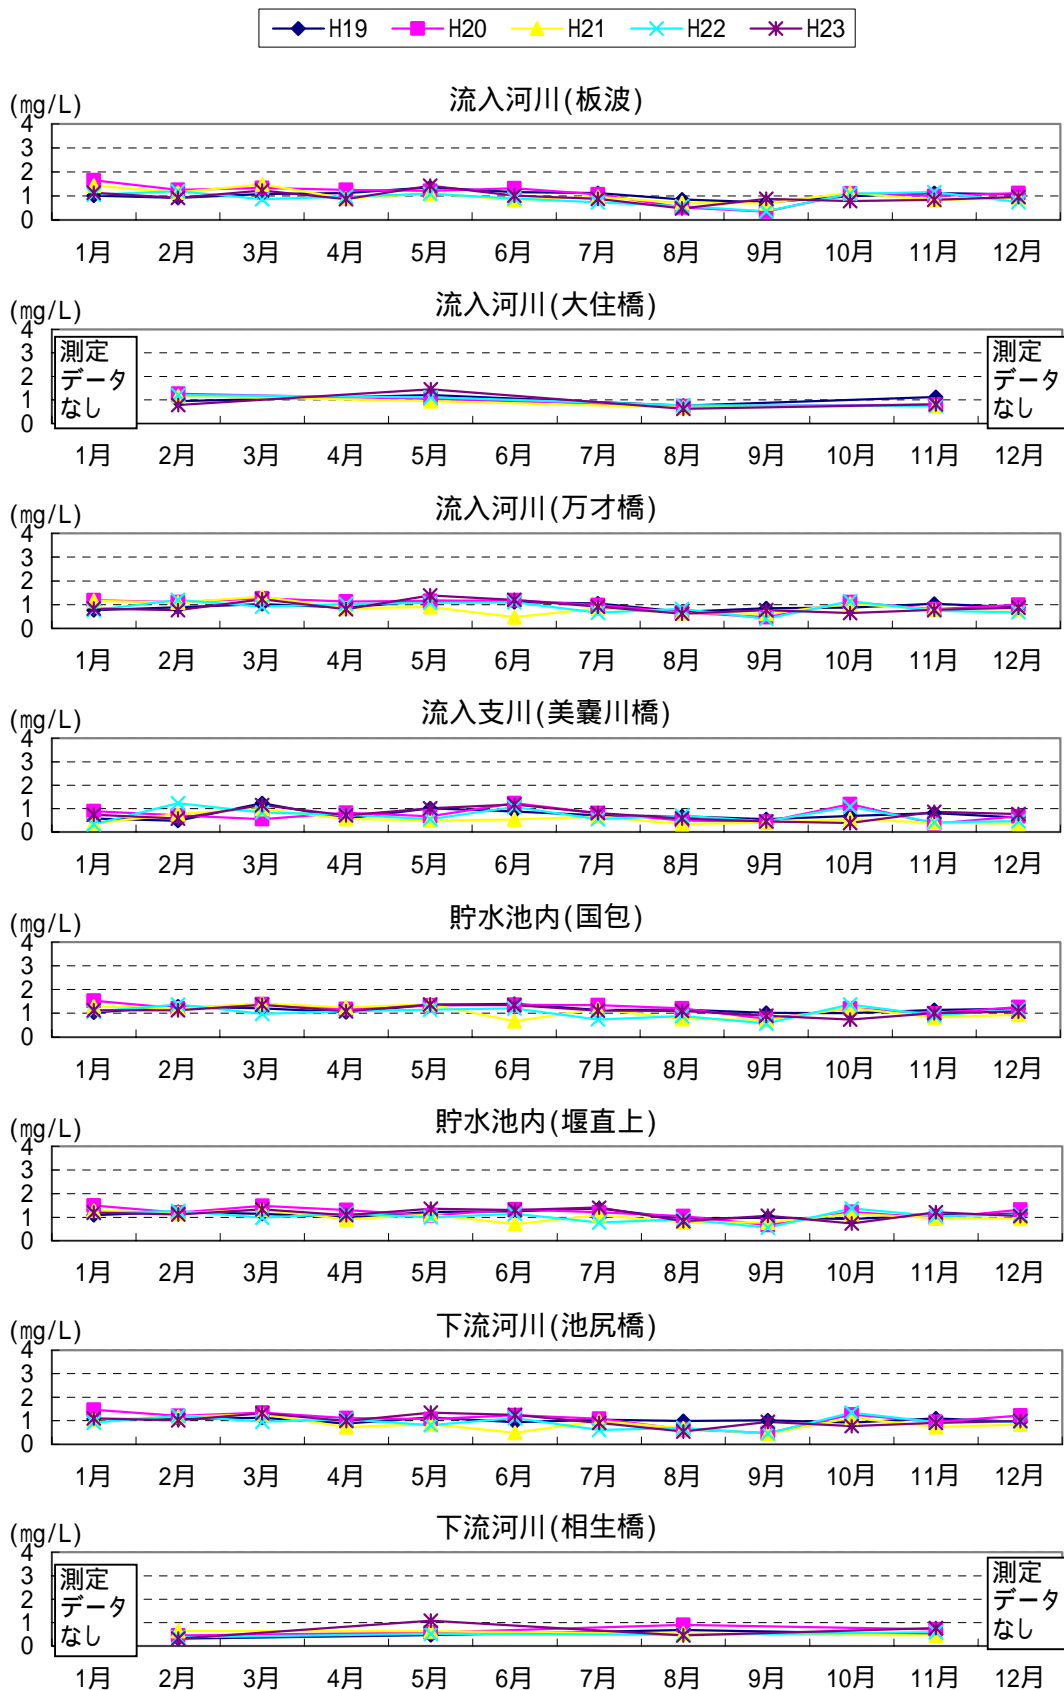 H19 H20 H21 H22 H23
流入河川(板波)
(mg/L)
4
3
2
1
0
1月 2月 3月 4月 5月 6月 7月 8月 9月 10月 11月 12月
流入河川(大住橋)
(mg/L)
4
3
2
1
0
測定
データ
なし
測定
データ
なし
1月 2月 3月 4月 5月 6月 7月 8月 9月 10月 11月 12月
流入河川(万才橋)
(mg/L)
4
3
2
1
0
1月 2月 3月 4月 5月 6月 7月 8月 9月 10月 11月 12月
流入支川(美嚢川橋)
(mg/L)
4
3
2
1
0
1月 2月 3月 4月 5月 6月 7月 8月 9月 10月 11月 12月
貯水池内(国包)
(mg/L)
4
3
2
1
0
1月 2月 3月 4月 5月 6月 7月 8月 9月 10月 11月 12月
貯水池内(堰直上)
(mg/L)
4
3
2
1
0
1月 2月 3月 4月 5月 6月 7月 8月 9月 10月 11月 12月
下流河川(池尻橋)
(mg/L)
4
3
2
1
0
1月 2月 3月 4月 5月 6月 7月 8月 9月 10月 11月 12月
下流河川(相生橋)
(mg/L)
4
3
2
1
0
測定
データ
なし
測定
データ
なし
1月 2月 3月 4月 5月 6月 7月 8月 9月 10月 11月 12月